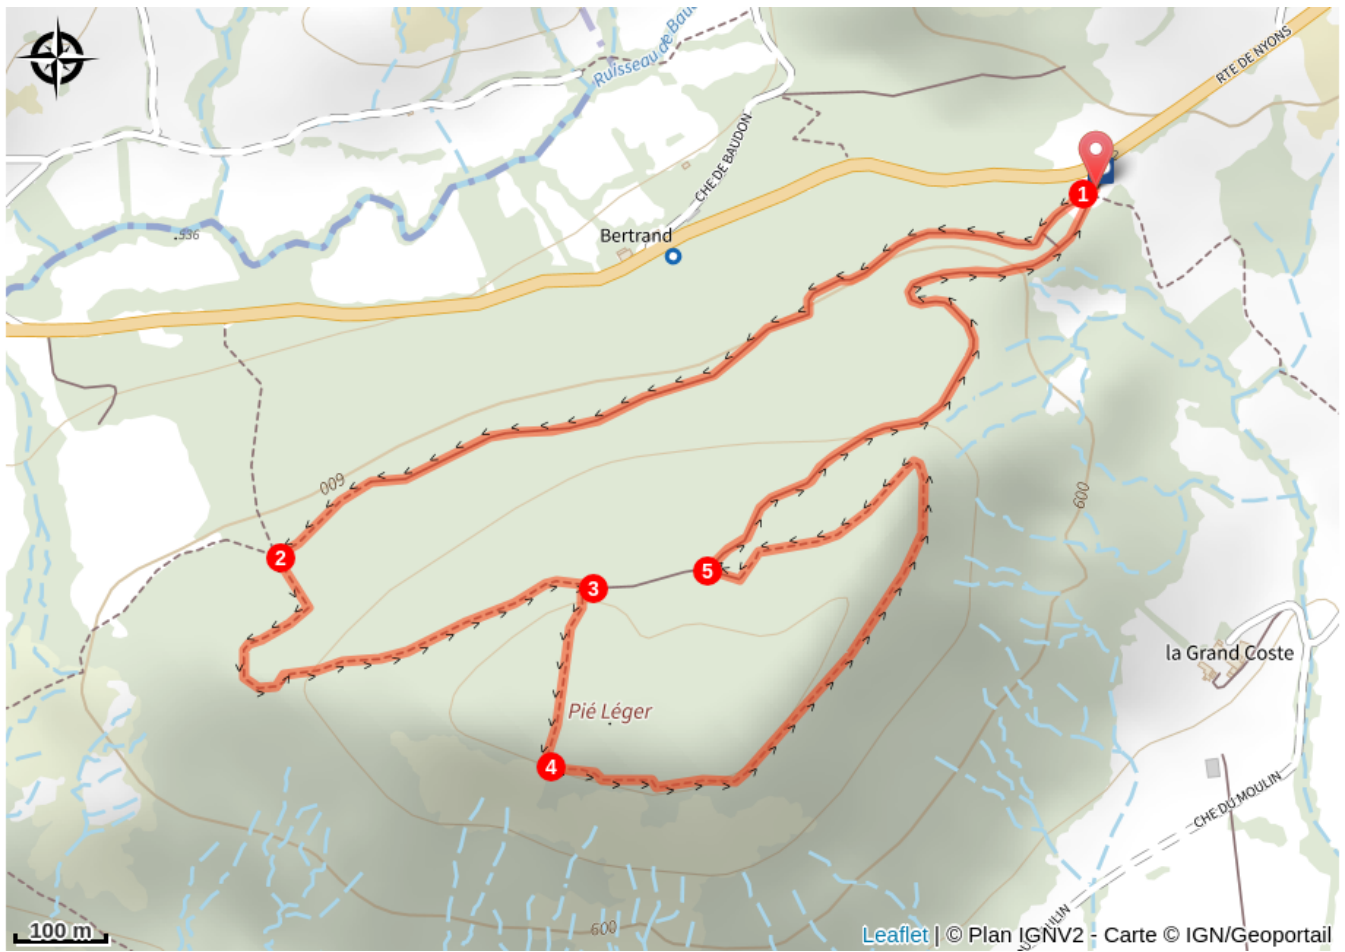 Ruisseau de Bau
RTE DE NYONS
CHE DE BAUDON
1
536
Bertrand
600
600
2
5
3
la Grand Coste
Pié Léger
4
CHE DU MOULIN
600
100 m
Leaflet | © Plan IGNV2 - Carte © IGN/Geoportail